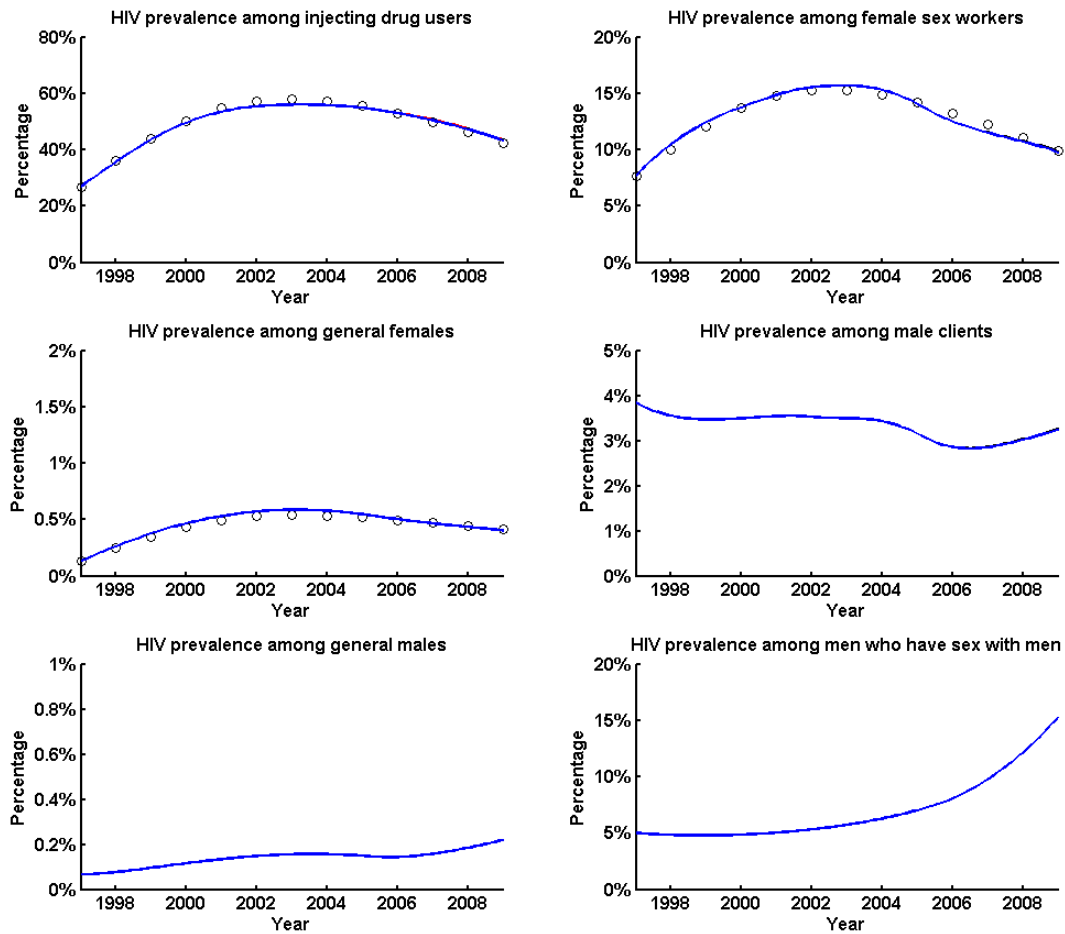 HIV prevalence among injecting drug users
80%
60%
40%
20%
0%
Percentage
1998 2000 2002 2004 2006 2008
Year
HIV prevalence among female sex workers
20%
15%
10%
5%
0%
Percentage
1998 2000 2002 2004 2006 2008
Year
HIV prevalence among general females
2%
1.5%
1%
0.5%
0%
Percentage
1998 2000 2002 2004 2006 2008
Year
HIV prevalence among male clients
5%
4%
3%
2%
1%
0%
Percentage
1998 2000 2002 2004 2006 2008
Year
HIV prevalence among general males
1%
0.8%
0.6%
0.4%
0.2%
0%
Percentage
1998 2000 2002 2004 2006 2008
Year
HIV prevalence among men who have sex with men
20%
15%
10%
5%
0%
Percentage
1998 2000 2002 2004 2006 2008
Year